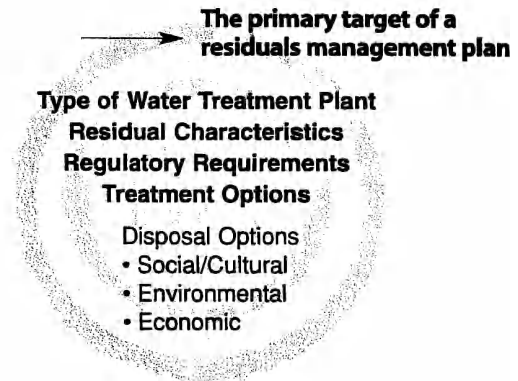 The primary target of a
residuals management plan
Type of Water Treatment Plant
Residual Characteristics
Regulatory Requirements
Treatment Options
Disposal Options
• Social/Cultural
• Environmental
• Economic